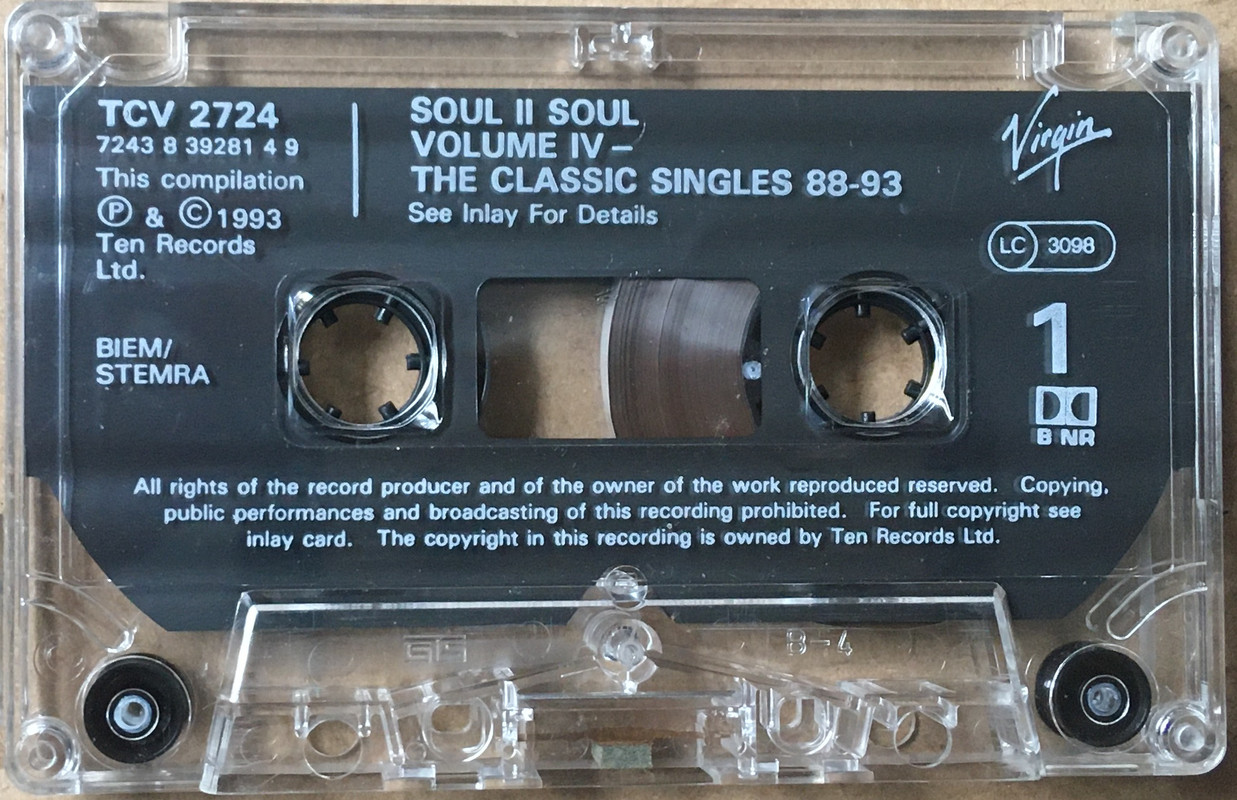 TCV 2724
7243 8 39281 4 9
This compilation
Ⓟ & ©1993
Ten Records
Ltd.
BIEM/
STEMRA
SOUL II SOUL
VOLUME IV –
THE CLASSIC SINGLES 88-93
See Inlay For Details
Virgin
LC 3098
1
B NR
All rights of the record producer and of the owner of the work reproduced reserved. Copying,
public performances and broadcasting of this recording prohibited. For full copyright see
inlay card. The copyright in this recording is owned by Ten Records Ltd.
B-4